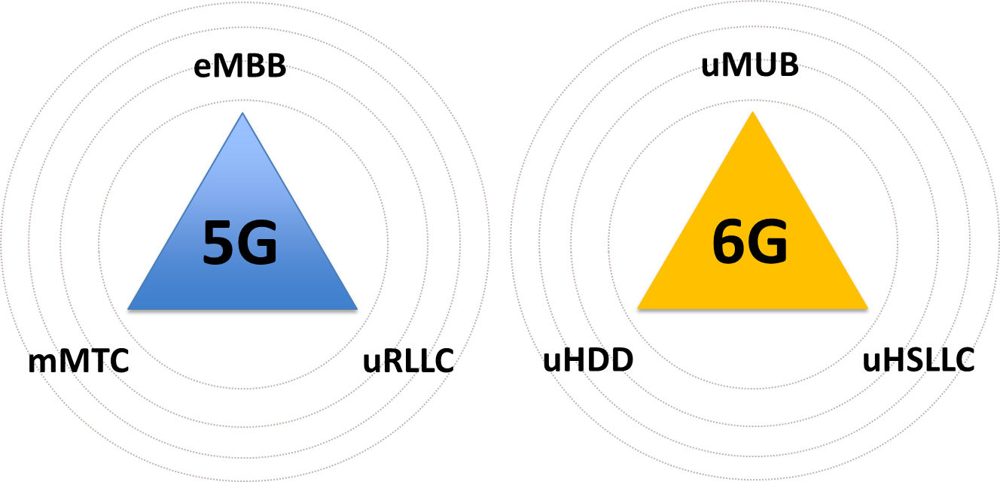 eMBB
5G
mMTC
uRLLC
uMUB
6G
uHDD
uHSLLC